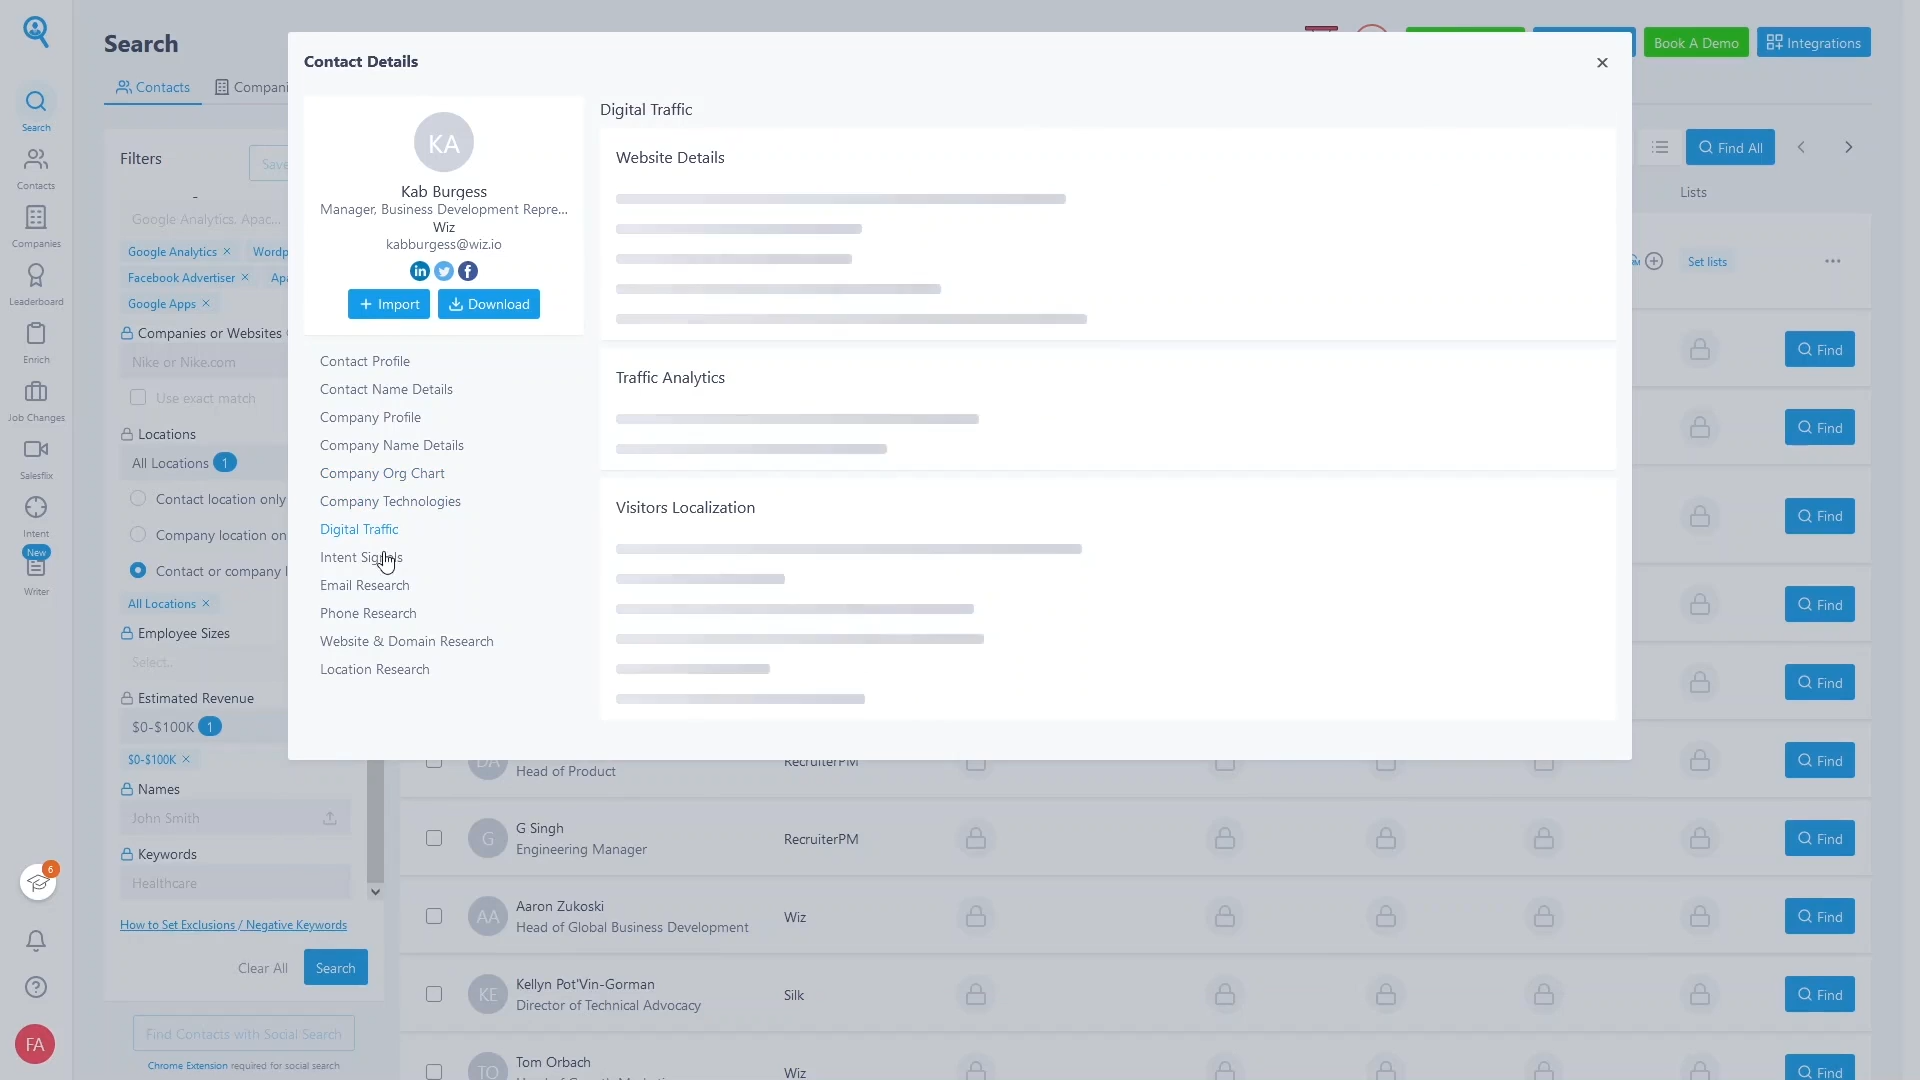 Search
Contacts
Book A Demo
Integrations
Search
Contacts
Companies
Leaderboard
Enrich
Job Changes
Salesflix
Intent
New
Writer
6
FA
Filters
Google Analytics, Apac...
Google Analytics ×
Facebook Advertiser ×
Google Apps ×
Companies or Websites
Nike or Nike.com
Use exact match
Locations
All Locations 1
Contact location only
Company location on
Contact or company
All Locations ×
Employee Sizes
Select..
Estimated Revenue
$0-$100K 1
$0-$100K ×
Names
John Smith
Keywords
Healthcare
How to Set Exclusions / Negative Keywords
Clear All
Search
Find Contacts with Social Search
Chrome Extension required for social search
Contact Details
KA
Kab Burgess
Manager, Business Development Repre...
Wiz
kabburgess@wiz.io
+ Import
Download
Contact Profile
Contact Name Details
Company Profile
Company Name Details
Company Org Chart
Company Technologies
Digital Traffic
Intent Signals
Email Research
Phone Research
Website & Domain Research
Location Research
Digital Traffic
Website Details
Traffic Analytics
Visitors Localization
Find All
Lists
Set lists
Find
Find
Find
Find
Find
DA
Head of Product
RecruiterPM
Find
G
G Singh
Engineering Manager
RecruiterPM
Find
AA
Aaron Zukoski
Head of Global Business Development
Wiz
Find
KE
Kellyn Pot'Vin-Gorman
Director of Technical Advocacy
Silk
Find
TO
Tom Orbach
Wiz
Find